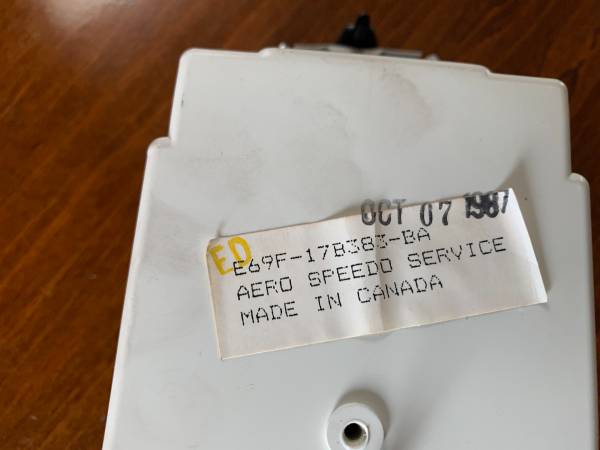 OCT 07 1987
ED
E69F-17B383-BA
AERO SPEEDO SERVICE
MADE IN CANADA